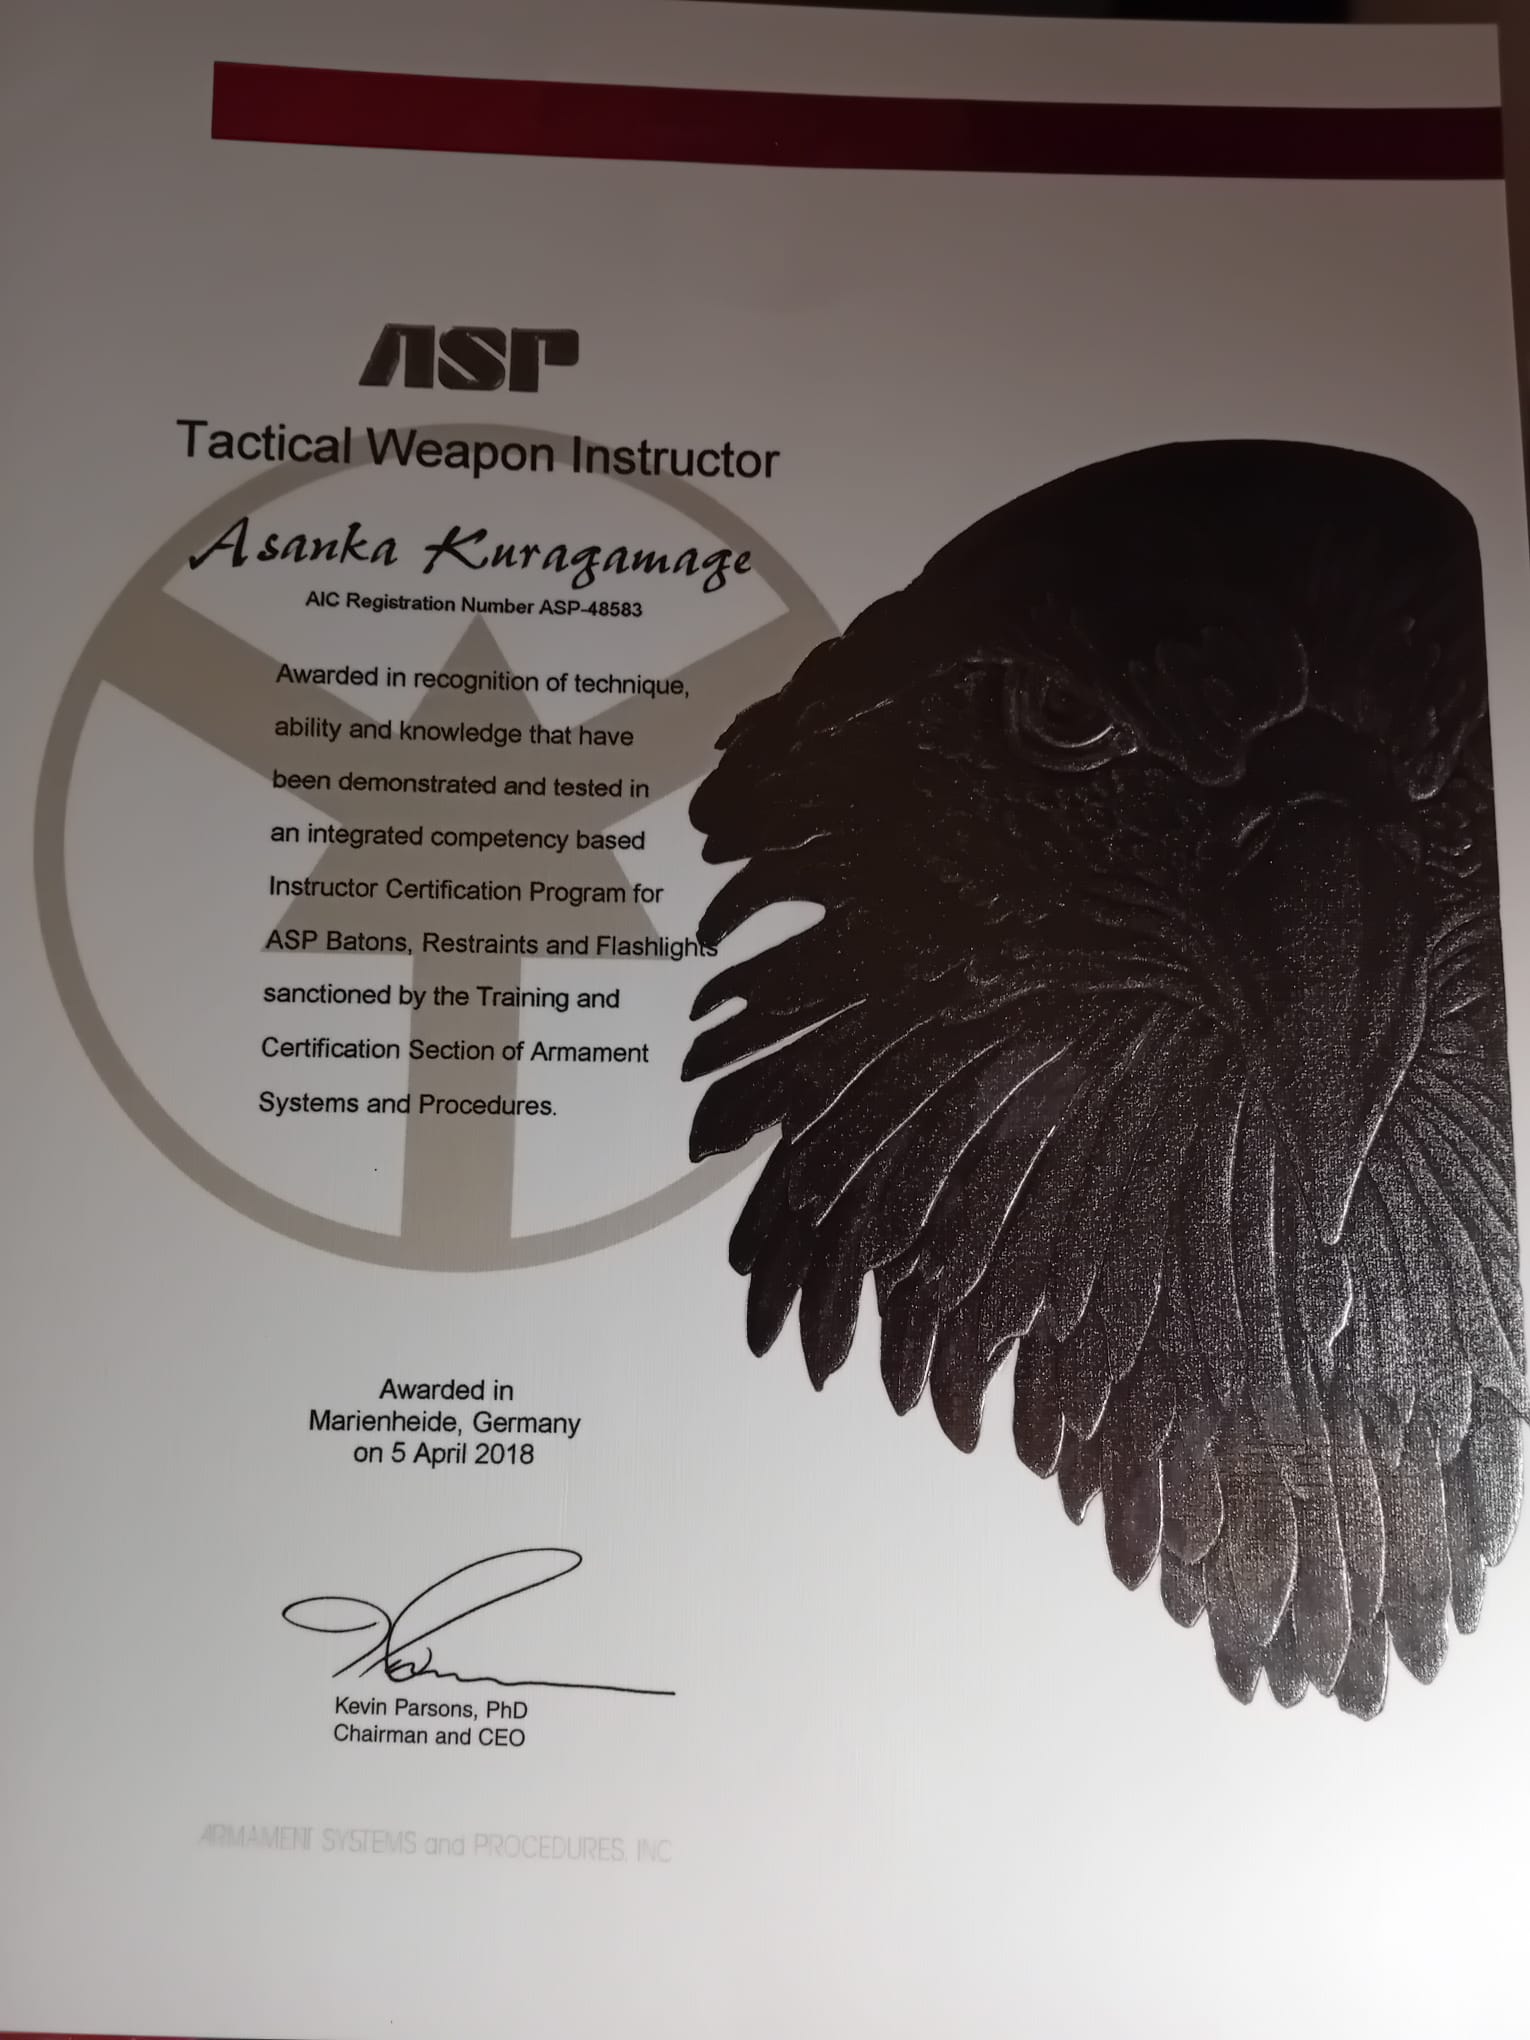 ASP
Tactical Weapon Instructor
Asanka Kuragamage
AIC Registration Number ASP-48583
Awarded in recognition of technique,
ability and knowledge that have
been demonstrated and tested in
an integrated competency based
Instructor Certification Program for
ASP Batons, Restraints and Flashlights
sanctioned by the Training and
Certification Section of Armament
Systems and Procedures.
Awarded in
Marienheide, Germany
on 5 April 2018
Kevin Parsons, PhD
Chairman and CEO
ARMAMENT SYSTEMS and PROCEDURES, INC